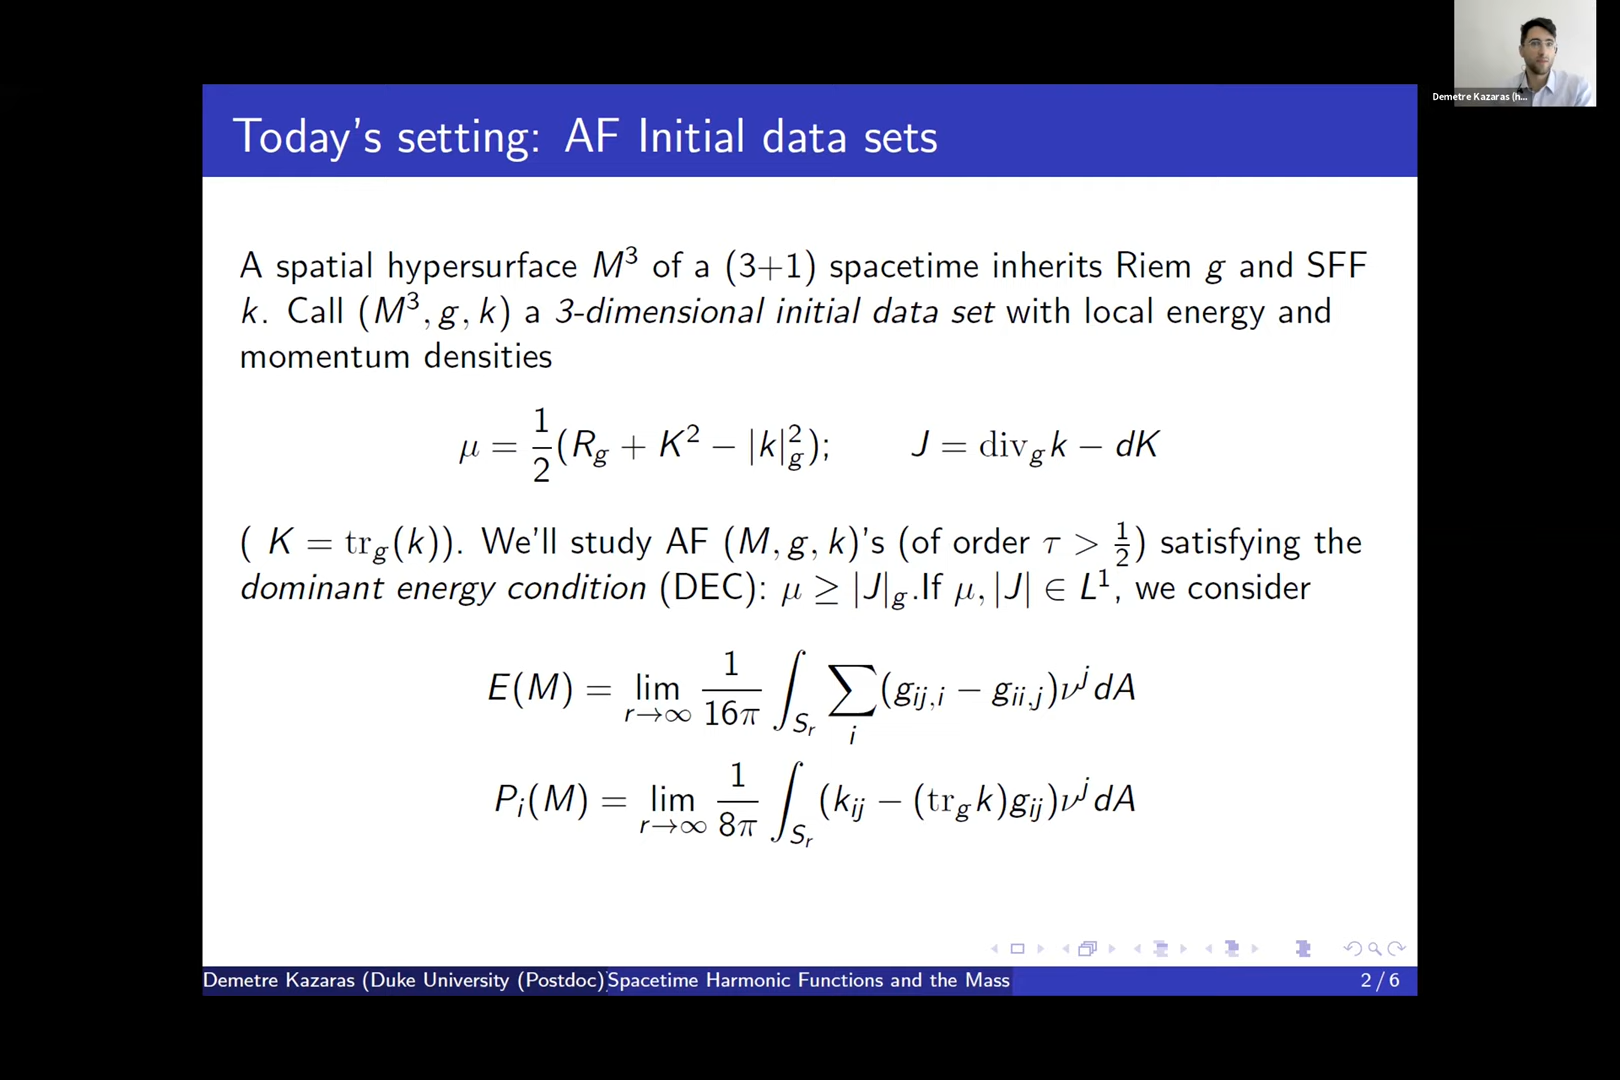 Demetre Kazaras (h...
Today's setting: AF Initial data sets
A spatial hypersurface M³ of a (3+1) spacetime inherits Riem g and SFF
k. Call (M³, g, k) a 3-dimensional initial data set with local energy and
momentum densities
μ = 1/2 (R_g + K² − |k|²_g);    J = div_g k − dK
( K = tr_g(k)). We'll study AF (M, g, k)'s (of order τ > 1/2) satisfying the
dominant energy condition (DEC): μ ≥ |J|_g.If μ, |J| ∈ L¹, we consider
E(M) = lim_{r→∞} 1/16π ∫_{S_r} ∑_i (g_{ij,i} − g_{ii,j})ν^j dA
P_i(M) = lim_{r→∞} 1/8π ∫_{S_r} (k_{ij} − (tr_g k)g_{ij})ν^j dA
Demetre Kazaras (Duke University (Postdoc) Spacetime Harmonic Functions and the Mass 2 / 6